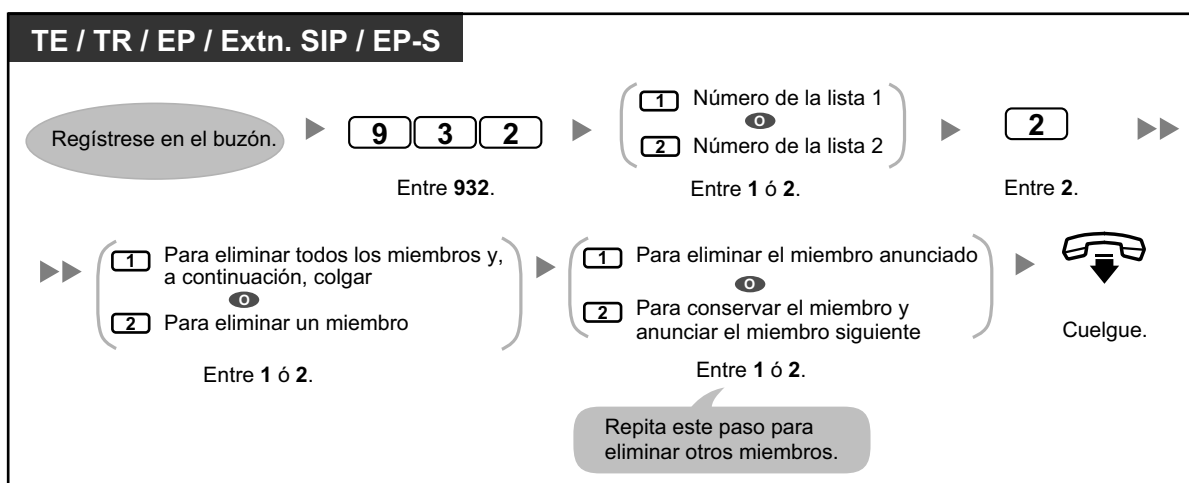 TE / TR / EP / Extn. SIP / EP-S
Regístrese en el buzón.
9 3 2
Entre 932.
1 Número de la lista 1
O
2 Número de la lista 2
Entre 1 ó 2.
2
Entre 2.
1 Para eliminar todos los miembros y,
a continuación, colgar
O
2 Para eliminar un miembro
Entre 1 ó 2.
1 Para eliminar el miembro anunciado
O
2 Para conservar el miembro y
anunciar el miembro siguiente
Entre 1 ó 2.
Repita este paso para
eliminar otros miembros.
Cuelgue.